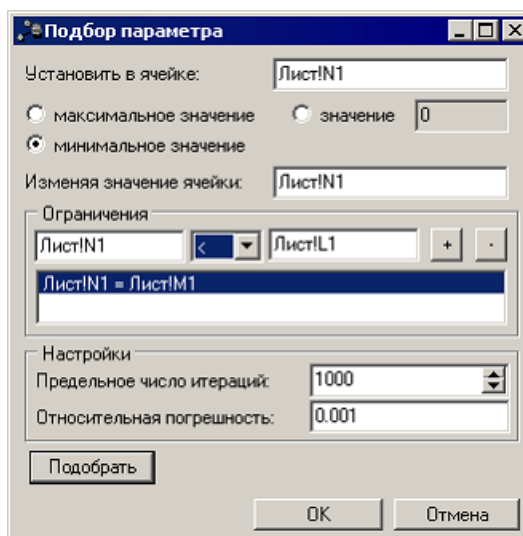 Подбор параметра
Установить в ячейке: Лист!N1
максимальное значение значение 0
минимальное значение
Изменяя значение ячейки: Лист!N1
Ограничения
Лист!N1 < Лист!L1 + -
Лист!N1 = Лист!M1
Настройки
Предельное число итераций: 1000
Относительная погрешность: 0.001
Подобрать
OK Отмена